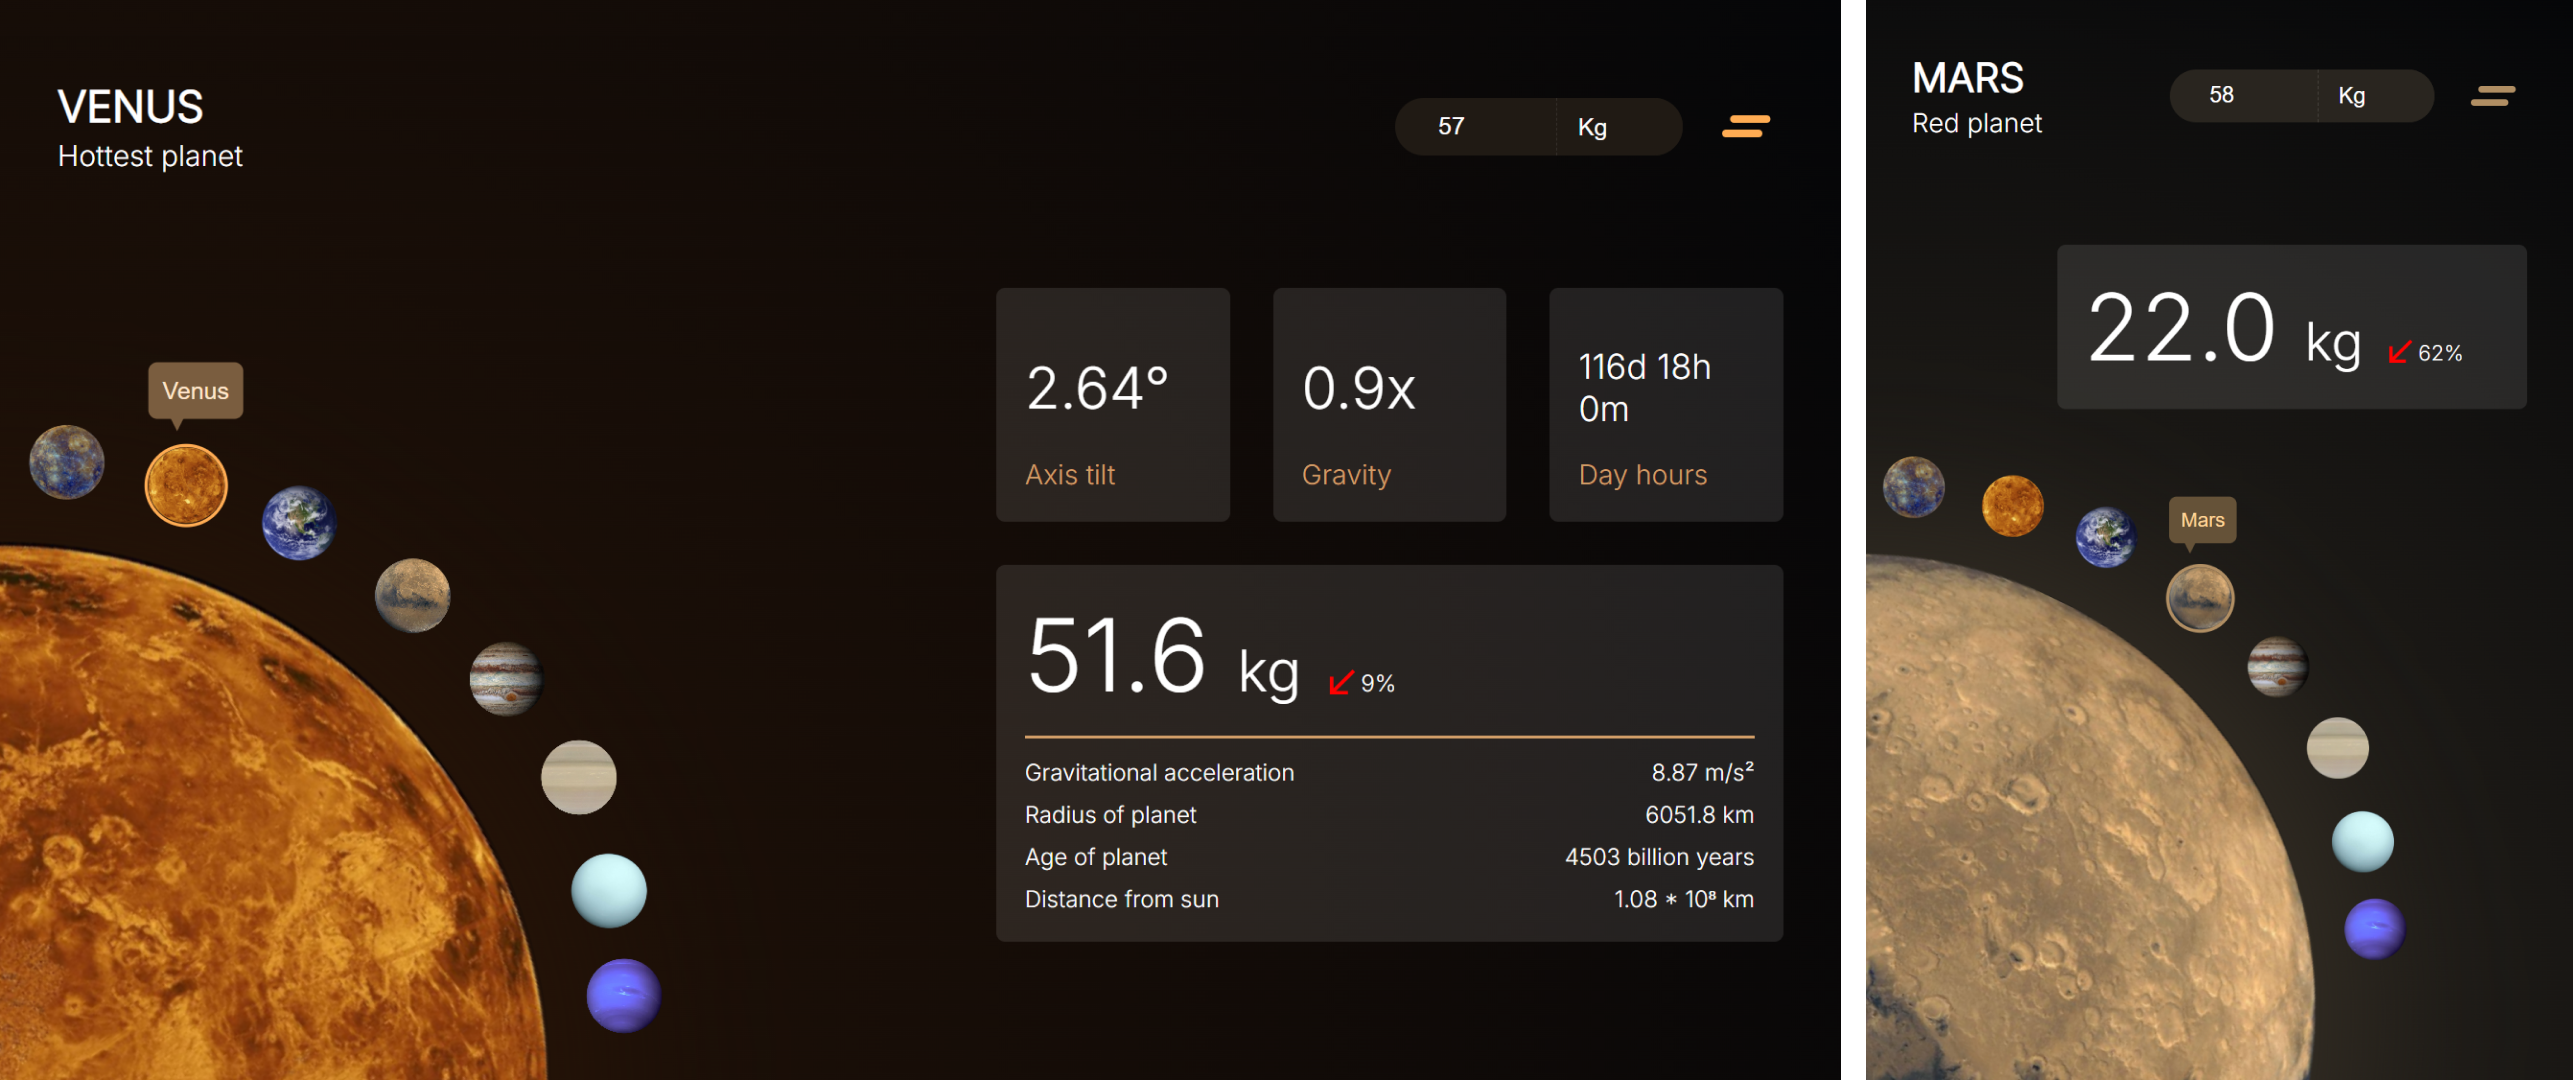 VENUS
Hottest planet
57
Kg
Venus
2.64°
Axis tilt
0.9x
Gravity
116d 18h
0m
Day hours
51.6 kg 9%
Gravitational acceleration 8.87 m/s²
Radius of planet 6051.8 km
Age of planet 4503 billion years
Distance from sun 1.08 * 10⁸ km
MARS
Red planet
58
Kg
22.0 kg 62%
Mars